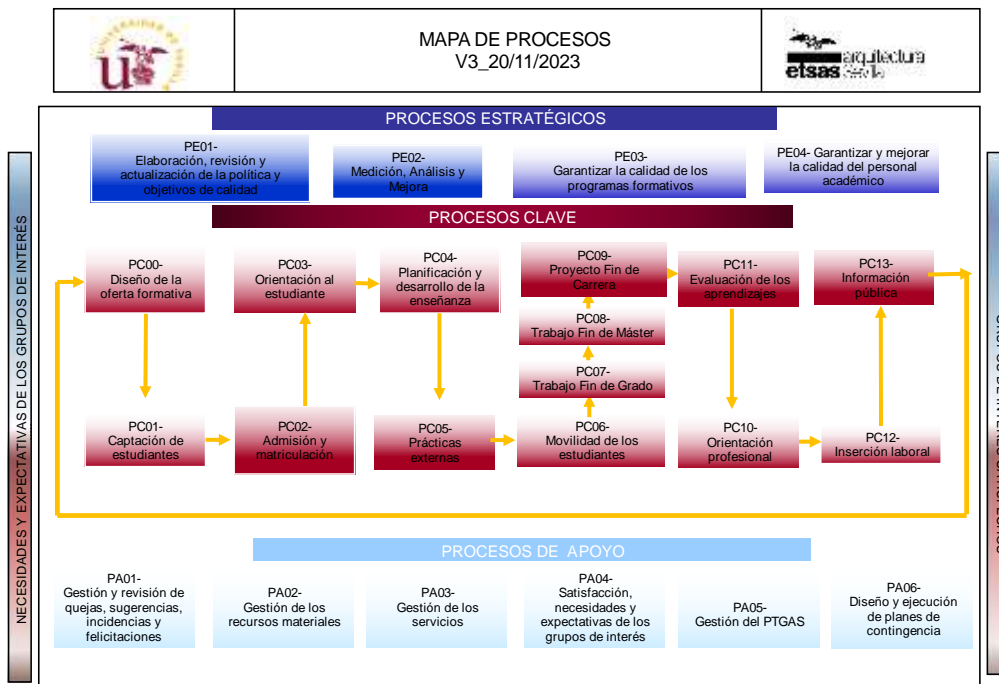 MAPA DE PROCESOS
V3_20/11/2023
arquitectura
etsas
PROCESOS ESTRATÉGICOS
PE01-
Elaboración, revisión y
actualización de la política y
objetivos de calidad
PE02-
Medición, Análisis y
Mejora
PE03-
Garantizar la calidad de los
programas formativos
PE04- Garantizar y mejorar
la calidad del personal
académico
PROCESOS CLAVE
PC00-
Diseño de la
oferta formativa
PC03-
Orientación al
estudiante
PC04-
Planificación y
desarrollo de la
enseñanza
PC09-
Proyecto Fin de
Carrera
PC11-
Evaluación de los
aprendizajes
PC13-
Información
pública
PC08-
Trabajo Fin de Máster
PC07-
Trabajo Fin de Grado
PC01-
Captación de
estudiantes
PC02-
Admisión y
matriculación
PC05-
Prácticas
externas
PC06-
Movilidad de los
estudiantes
PC10-
Orientación
profesional
PC12-
Inserción laboral
PROCESOS DE APOYO
PA01-
Gestión y revisión de
quejas, sugerencias,
incidencias y
felicitaciones
PA02-
Gestión de los
recursos materiales
PA03-
Gestión de los
servicios
PA04-
Satisfacción,
necesidades y
expectativas de los
grupos de interés
PA05-
Gestión del PTGAS
PA06-
Diseño y ejecución
de planes de
contingencia
NECESIDADES Y EXPECTATIVAS DE LOS GRUPOS DE INTERÉS